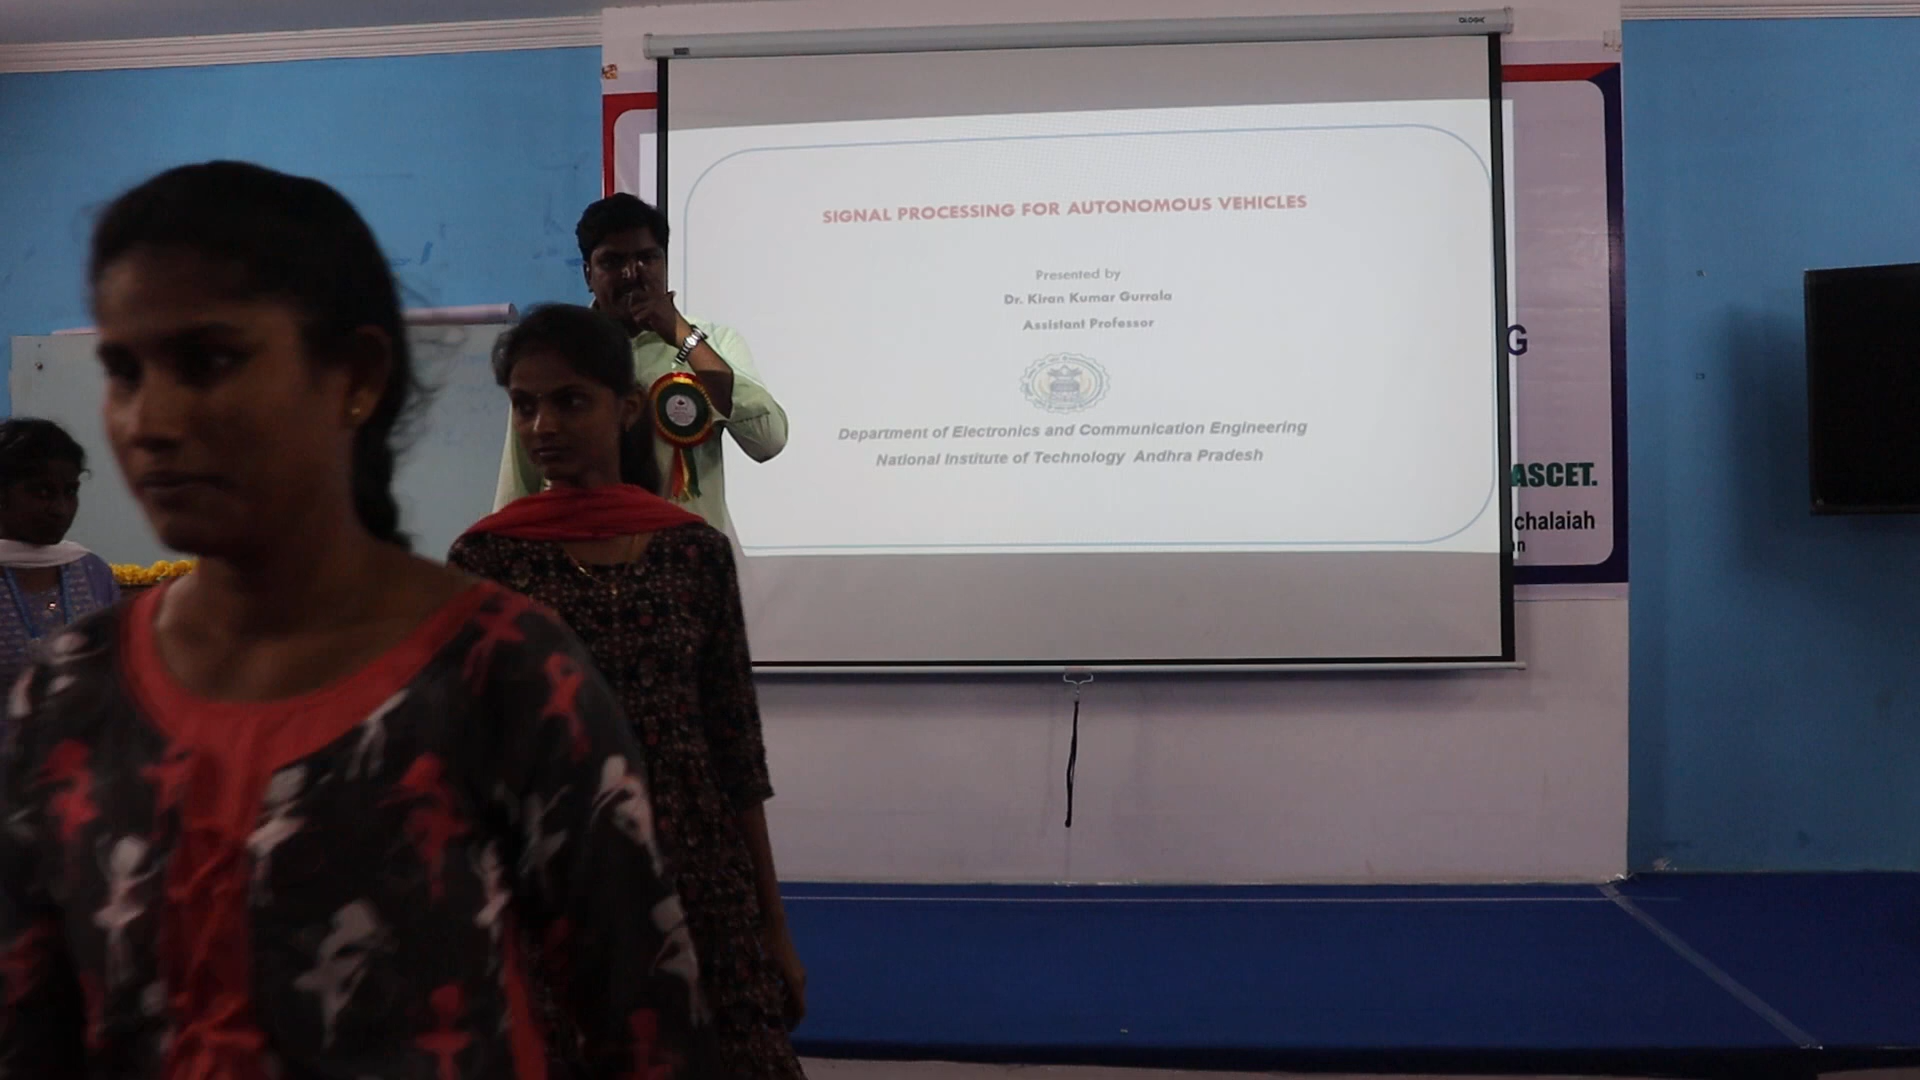 SIGNAL PROCESSING FOR AUTONOMOUS VEHICLES
Presented by
Dr. Kiran Kumar Gurrala
Assistant Professor
Department of Electronics and Communication Engineering
National Institute of Technology Andhra Pradesh
G
ASCET.
chalaiah